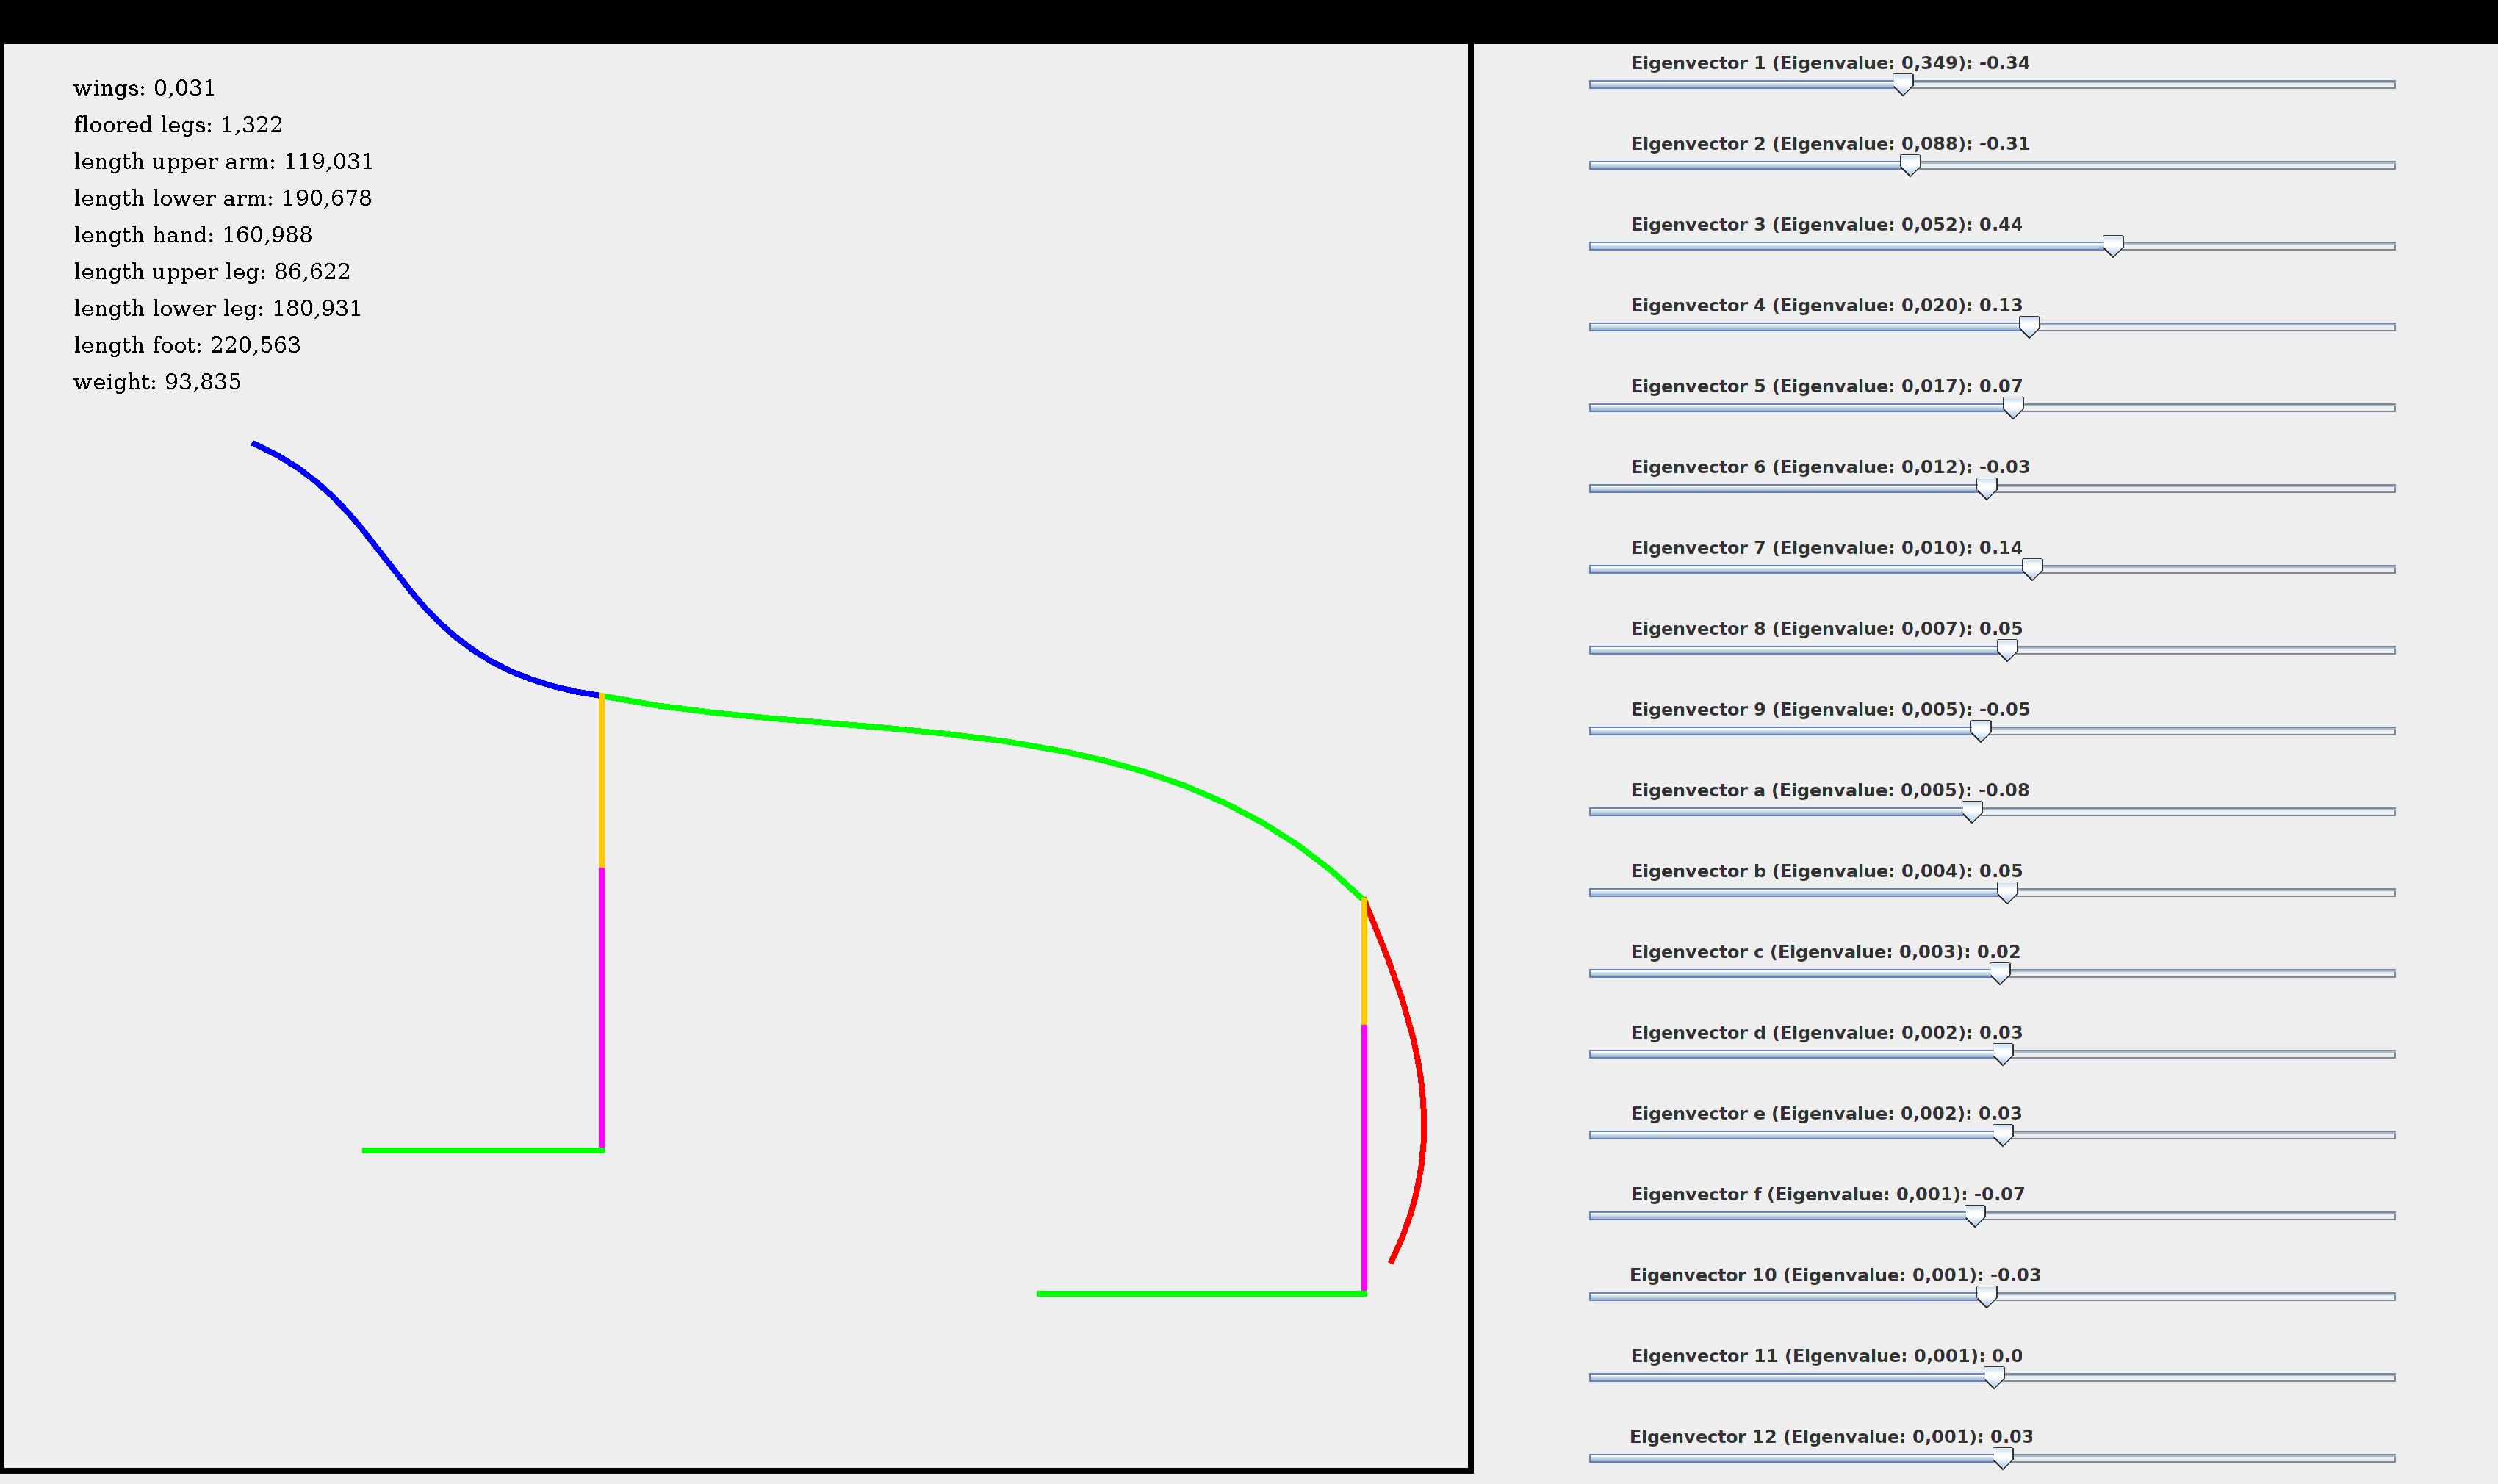 wings: 0,031
floored legs: 1,322
length upper arm: 119,031
length lower arm: 190,678
length hand: 160,988
length upper leg: 86,622
length lower leg: 180,931
length foot: 220,563
weight: 93,835
Eigenvector 1 (Eigenvalue: 0,349): -0.34
Eigenvector 2 (Eigenvalue: 0,088): -0.31
Eigenvector 3 (Eigenvalue: 0,052): 0.44
Eigenvector 4 (Eigenvalue: 0,020): 0.13
Eigenvector 5 (Eigenvalue: 0,017): 0.07
Eigenvector 6 (Eigenvalue: 0,012): -0.03
Eigenvector 7 (Eigenvalue: 0,010): 0.14
Eigenvector 8 (Eigenvalue: 0,007): 0.05
Eigenvector 9 (Eigenvalue: 0,005): -0.05
Eigenvector a (Eigenvalue: 0,005): -0.08
Eigenvector b (Eigenvalue: 0,004): 0.05
Eigenvector c (Eigenvalue: 0,003): 0.02
Eigenvector d (Eigenvalue: 0,002): 0.03
Eigenvector e (Eigenvalue: 0,002): 0.03
Eigenvector f (Eigenvalue: 0,001): -0.07
Eigenvector 10 (Eigenvalue: 0,001): -0.03
Eigenvector 11 (Eigenvalue: 0,001): 0.0
Eigenvector 12 (Eigenvalue: 0,001): 0.03